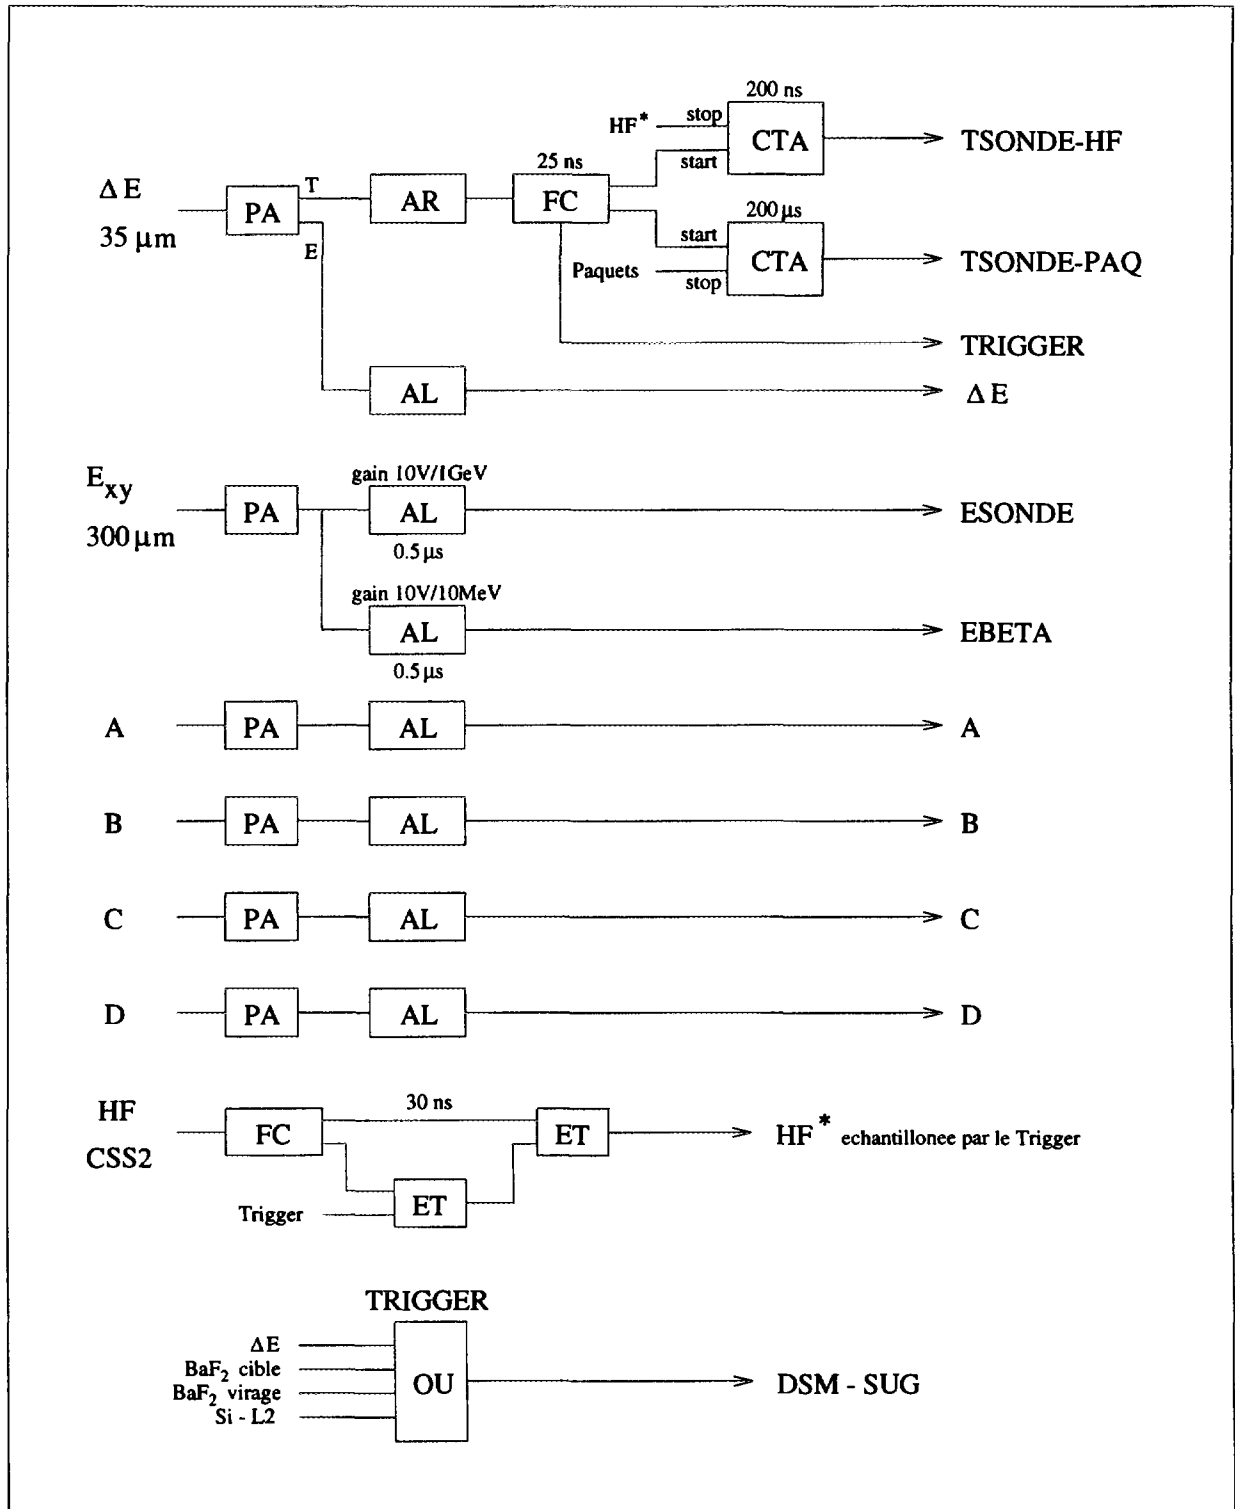 200 ns
HF* stop CTA TSONDE-HF
start
25 ns
Δ E T AR FC
PA
35 μm E
200 μs
start
Paquets CTA TSONDE-PAQ
stop
TRIGGER
AL Δ E
Exy gain 10V/1GeV
PA AL ESONDE
300 μm 0.5 μs
gain 10V/10MeV
AL EBETA
0.5 μs
A PA AL A
B PA AL B
C PA AL C
D PA AL D
HF 30 ns
FC ET HF* echantillonee par le Trigger
CSS2
ET
Trigger
TRIGGER
Δ E
BaF2 cible
OU DSM - SUG
BaF2 virage
Si - L2